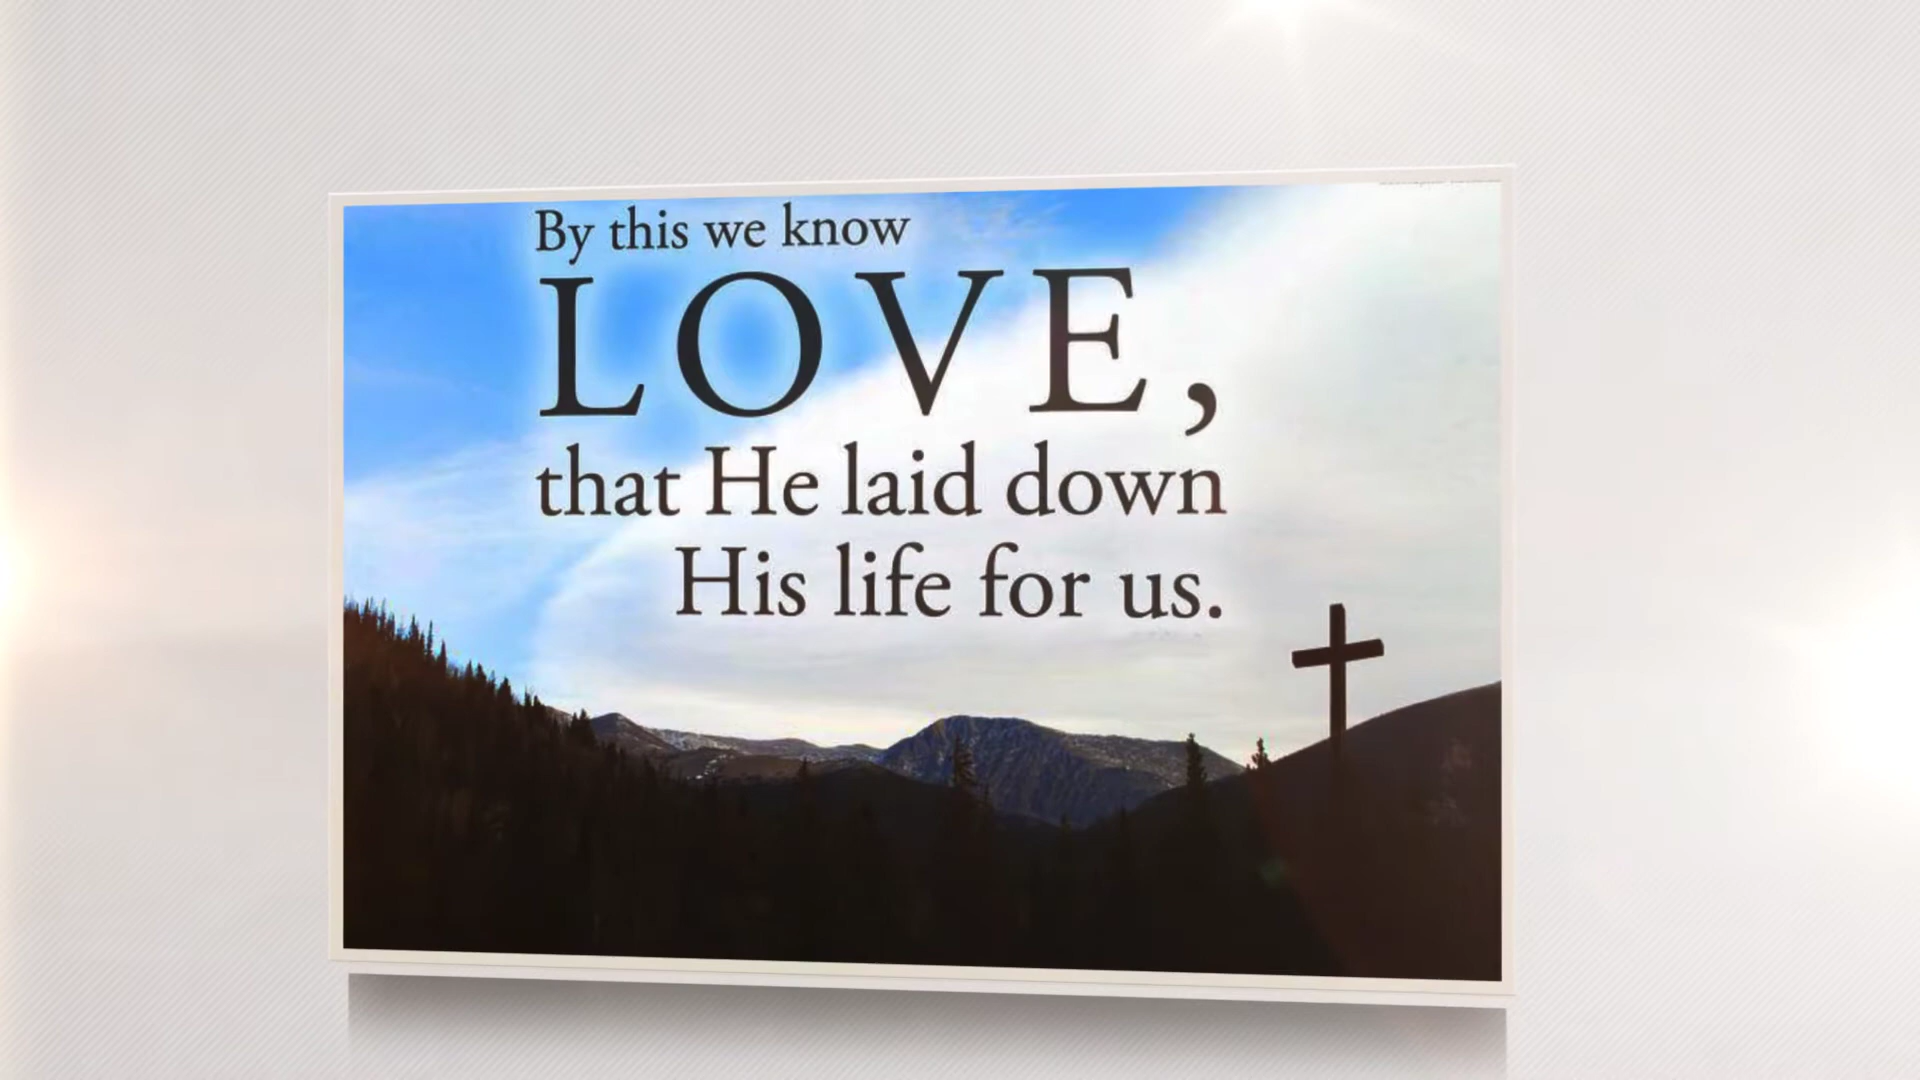 By this we know
LOVE,
that He laid down
His life for us.